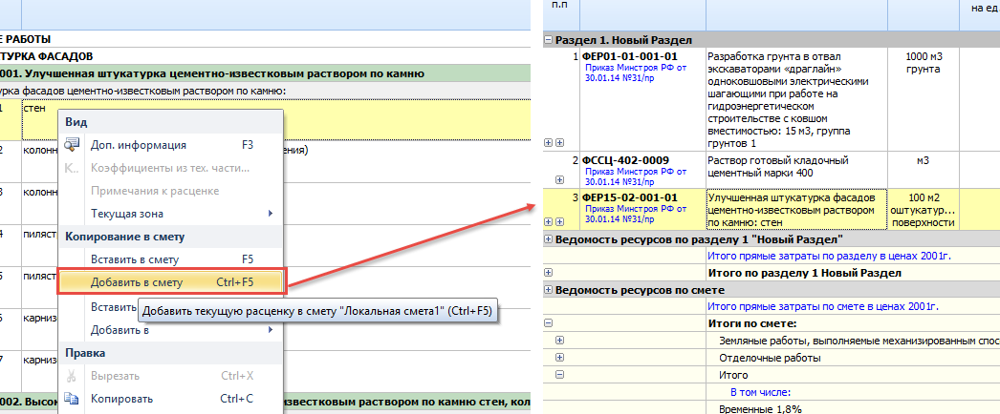 Е РАБОТЫ
ТУРКА ФАСАДОВ
001. Улучшенная штукатурка цементно-известковым раствором по камню
урка фасадов цементно-известковым раствором по камню:
1 стен
2 колонн
ения)
3 колонн
4 пилястр
5 пилястр
6 карниз
7 карниз
002. Высок
известковым раствором по камню стен, кол
Вид
Доп. информация F3
Коэффициенты из тех. части...
Примечания к расценке
Текущая зона
Копирование в смету
Вставить в смету F5
Добавить в смету Ctrl+F5
Вставить
Добавить текущую расценку в смету "Локальная смета1" (Ctrl+F5)
Добавить в
Правка
Вырезать Ctrl+X
Копировать Ctrl+C
п.п
на ед.
Раздел 1. Новый Раздел
1 ФЕР01-01-001-01 Разработка грунта в отвал 1000 м3
Приказ Минстроя РФ от экскаваторами «драглайн» грунта
30.01.14 №31/пр одноковшовыми электрическими
шагающими при работе на
гидроэнергетическом
строительстве с ковшом
вместимостью: 15 м3, группа
грунтов 1
2 ФССЦ-402-0009 Раствор готовый кладочный м3
Приказ Минстроя РФ от цементный марки 400
30.01.14 №31/пр
3 ФЕР15-02-001-01 Улучшенная штукатурка фасадов 100 м2
Приказ Минстроя РФ от цементно-известковым раствором оштукатур...
30.01.14 №31/пр по камню: стен поверхности
Ведомость ресурсов по разделу 1 "Новый Раздел"
Итого прямые затраты по разделу в ценах 2001г.
Итого по разделу 1 Новый Раздел
Ведомость ресурсов по смете
Итого прямые затраты по смете в ценах 2001г.
Итоги по смете:
Земляные работы, выполняемые механизированным спос
Отделочные работы
Итого
В том числе:
Временные 1,8%